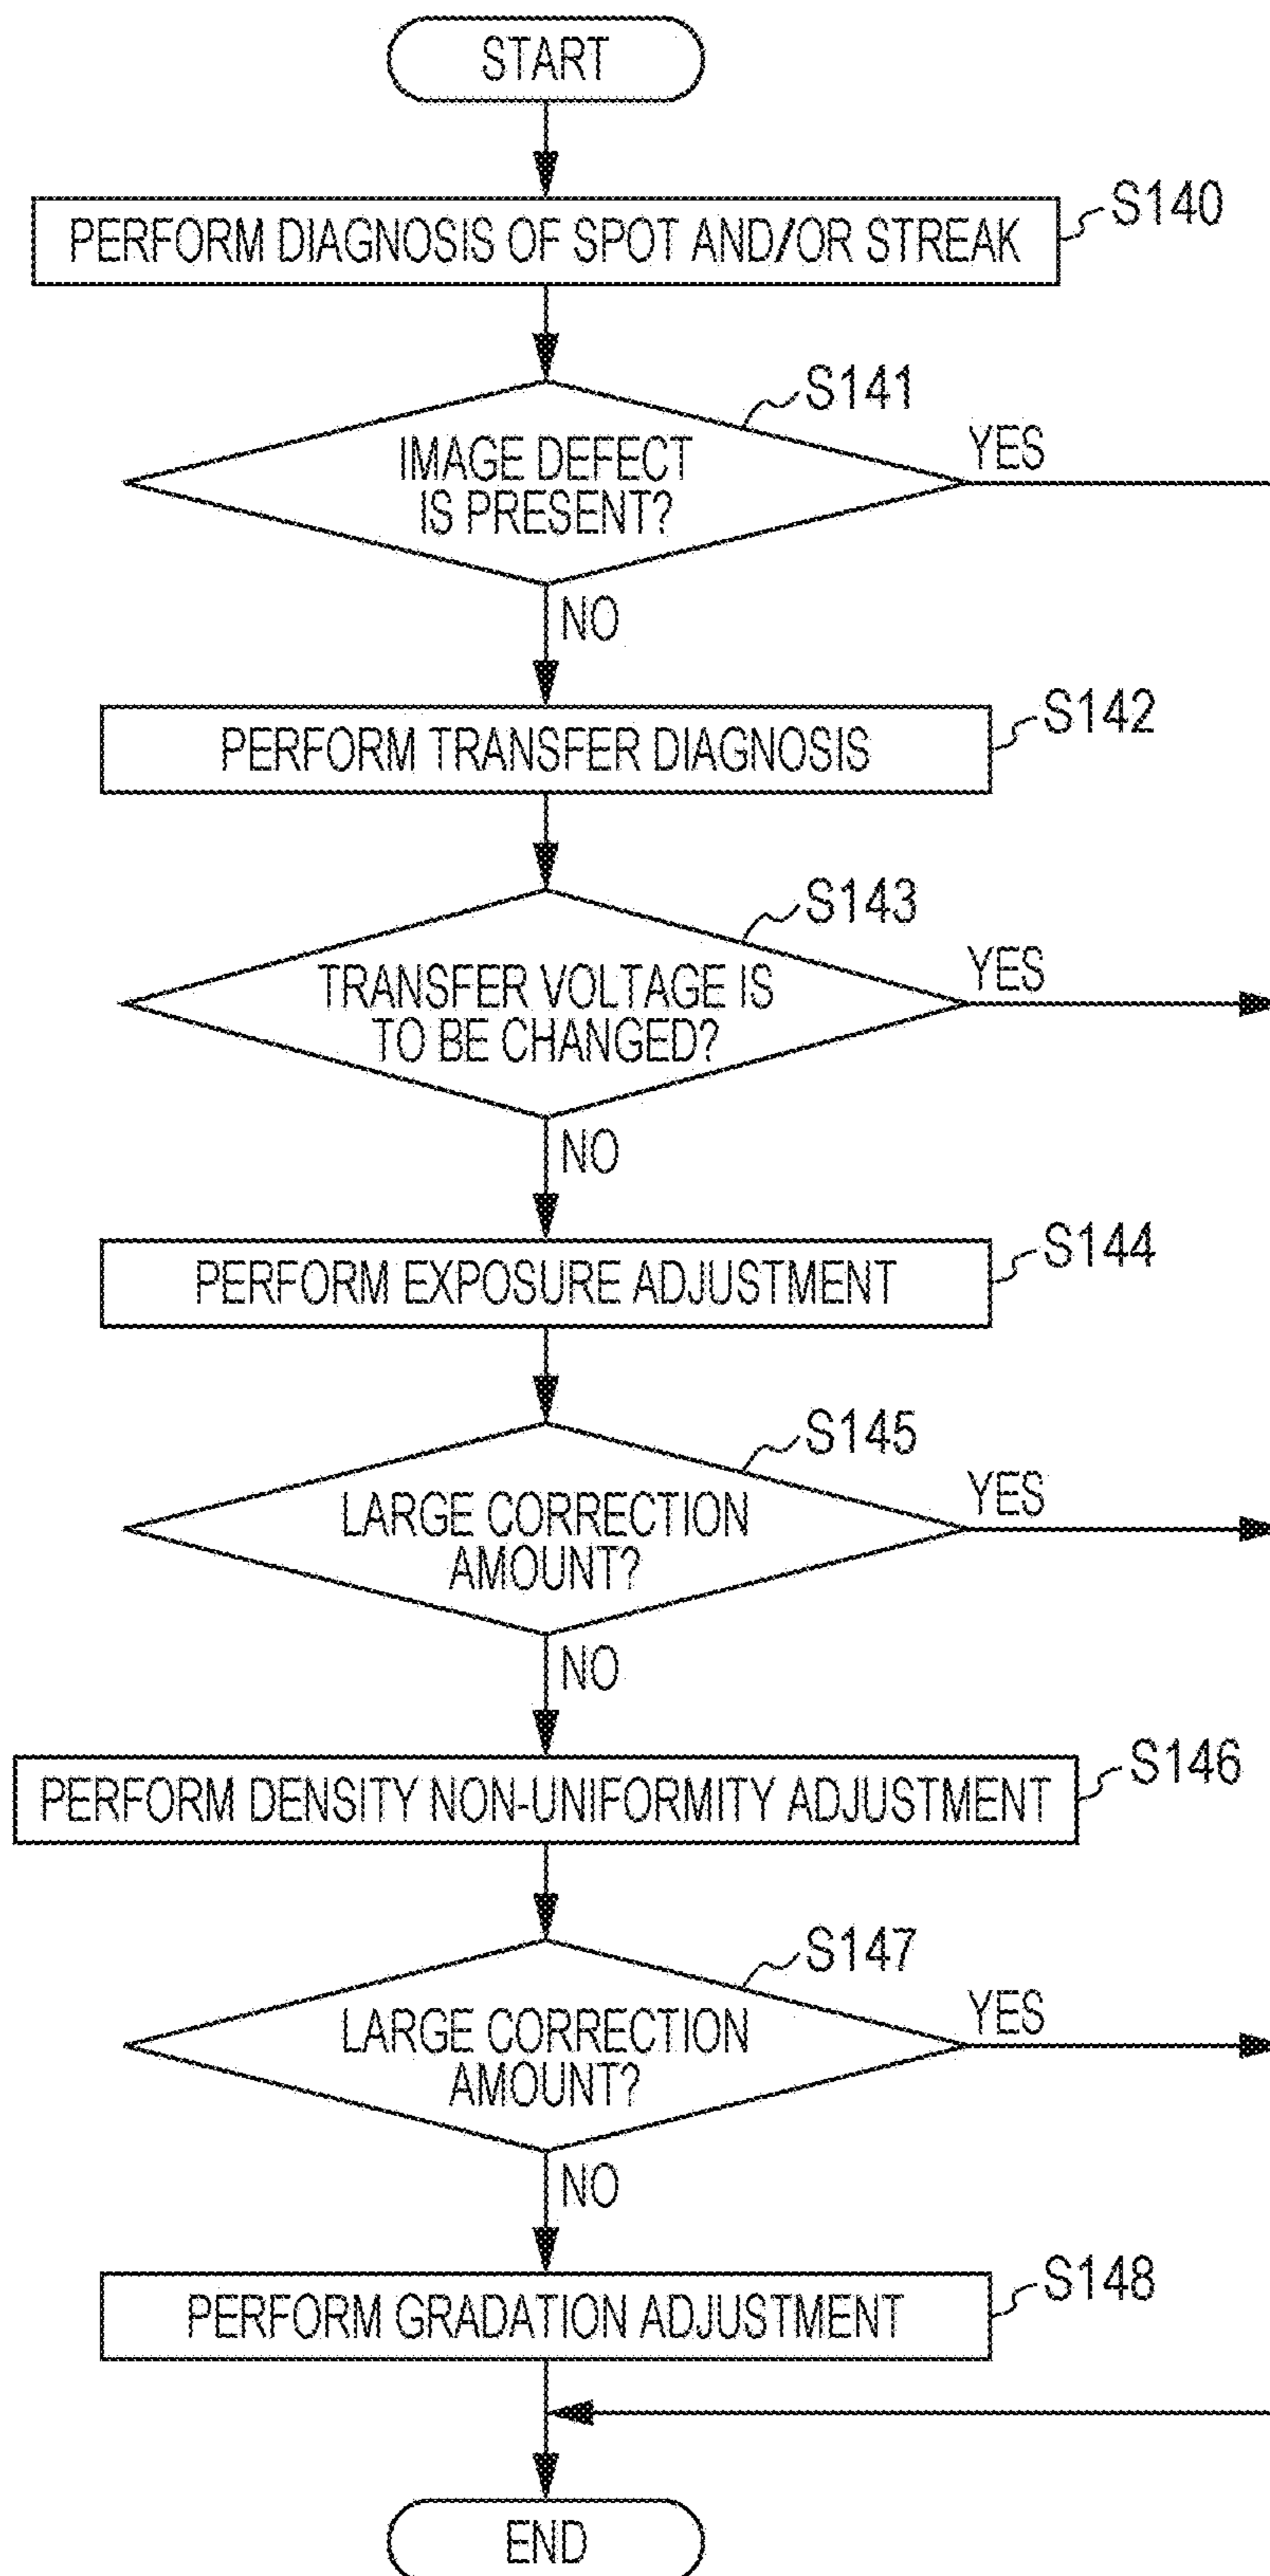 START
PERFORM DIAGNOSIS OF SPOT AND/OR STREAK
S140
S141
IMAGE DEFECT
IS PRESENT?
YES
NO
PERFORM TRANSFER DIAGNOSIS
S142
S143
TRANSFER VOLTAGE IS
TO BE CHANGED?
YES
NO
PERFORM EXPOSURE ADJUSTMENT
S144
S145
LARGE CORRECTION
AMOUNT?
YES
NO
PERFORM DENSITY NON-UNIFORMITY ADJUSTMENT
S146
S147
LARGE CORRECTION
AMOUNT?
YES
NO
PERFORM GRADATION ADJUSTMENT
S148
END